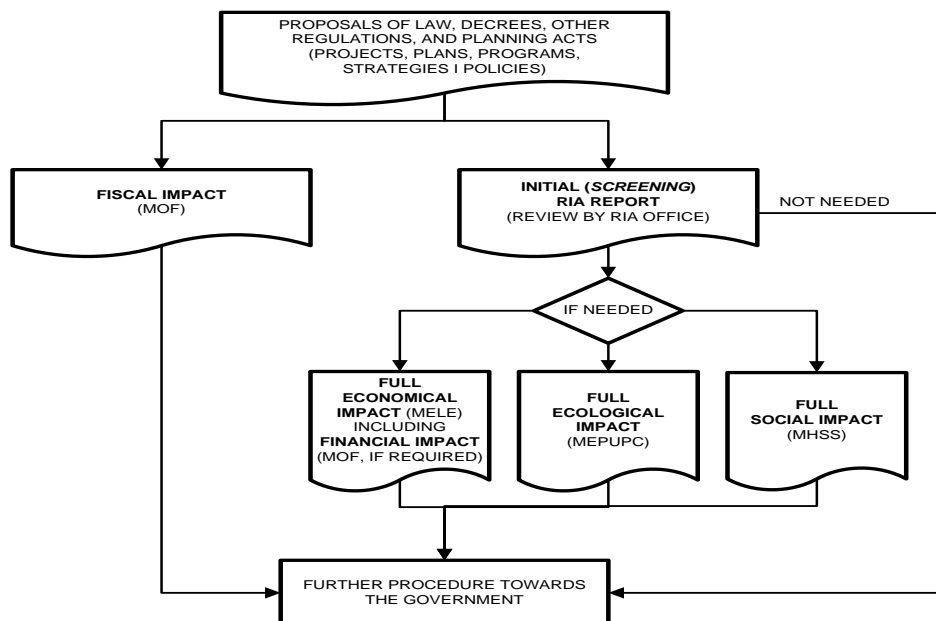 PROPOSALS OF LAW, DECREES, OTHER
REGULATIONS, AND PLANNING ACTS
(PROJECTS, PLANS, PROGRAMS,
STRATEGIES I POLICIES)
FISCAL IMPACT
(MOF)
INITIAL (SCREENING)
RIA REPORT
(REVIEW BY RIA OFFICE)
NOT NEEDED
IF NEEDED
FULL
ECONOMICAL
IMPACT (MELE)
INCLUDING
FINANCIAL IMPACT
(MOF, IF REQUIRED)
FULL
ECOLOGICAL
IMPACT
(MEPUPC)
FULL
SOCIAL IMPACT
(MHSS)
FURTHER PROCEDURE TOWARDS
THE GOVERNMENT